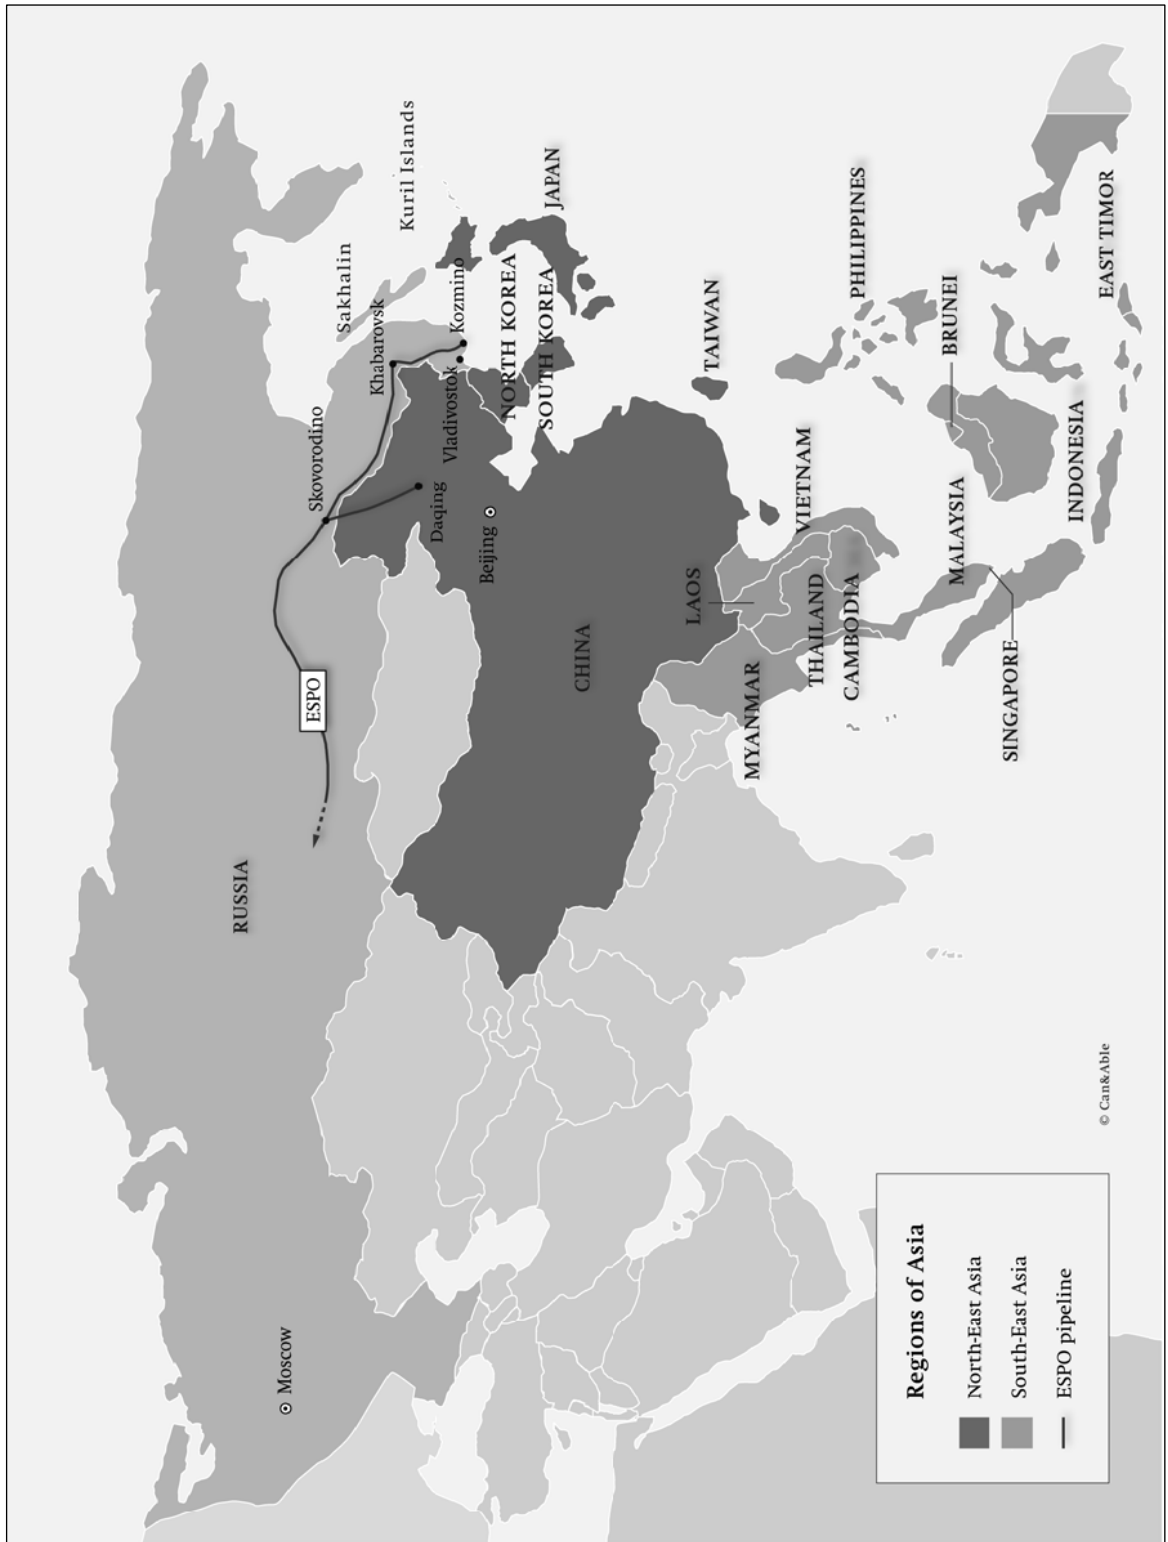 RUSSIA
Moscow
ESPO
Skovorodino
Khabarovsk
Sakhalin
Kuril Islands
Kozmino
Vladivostok
Daqing
Beijing
CHINA
NORTH KOREA
SOUTH KOREA
JAPAN
TAIWAN
LAOS
MYANMAR
VIETNAM
THAILAND
CAMBODIA
PHILIPPINES
BRUNEI
MALAYSIA
SINGAPORE
INDONESIA
EAST TIMOR
Regions of Asia
North-East Asia
South-East Asia
ESPO pipeline
© Can&Able